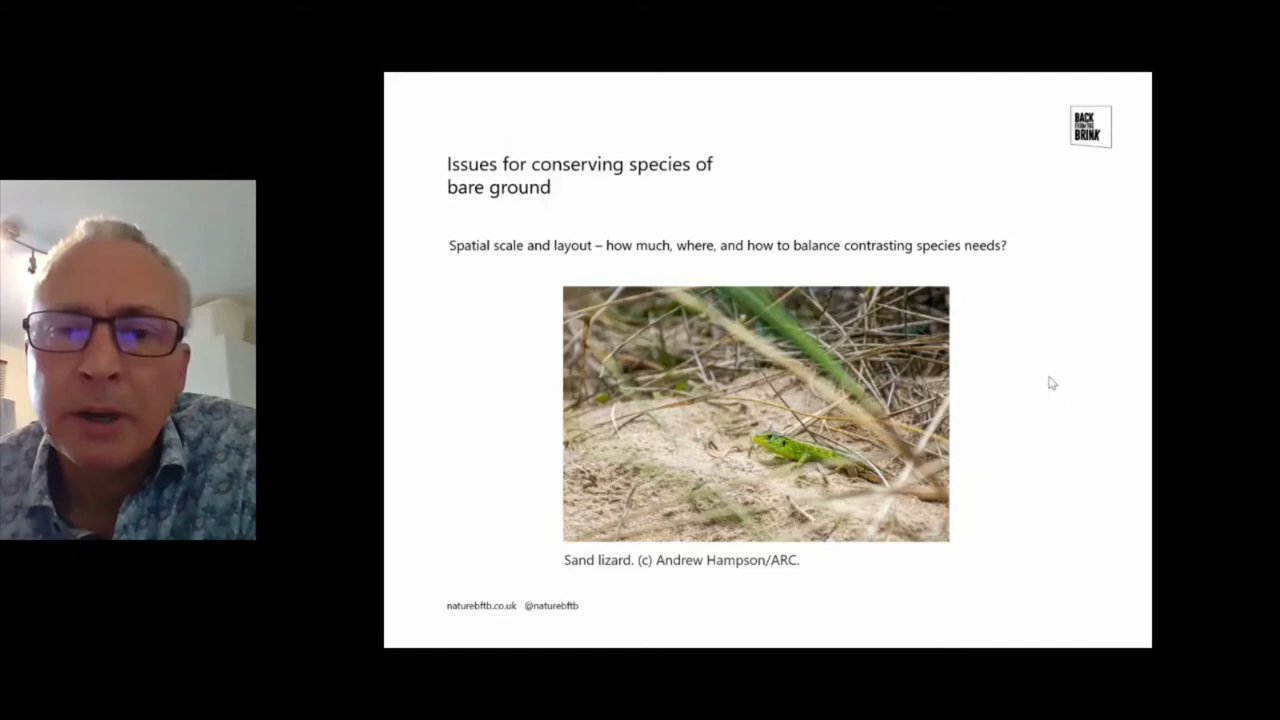 BACK
FROM THE
BRINK
Issues for conserving species of
bare ground
Spatial scale and layout – how much, where, and how to balance contrasting species needs?
Sand lizard. (c) Andrew Hampson/ARC.
naturebftb.co.uk @naturebftb